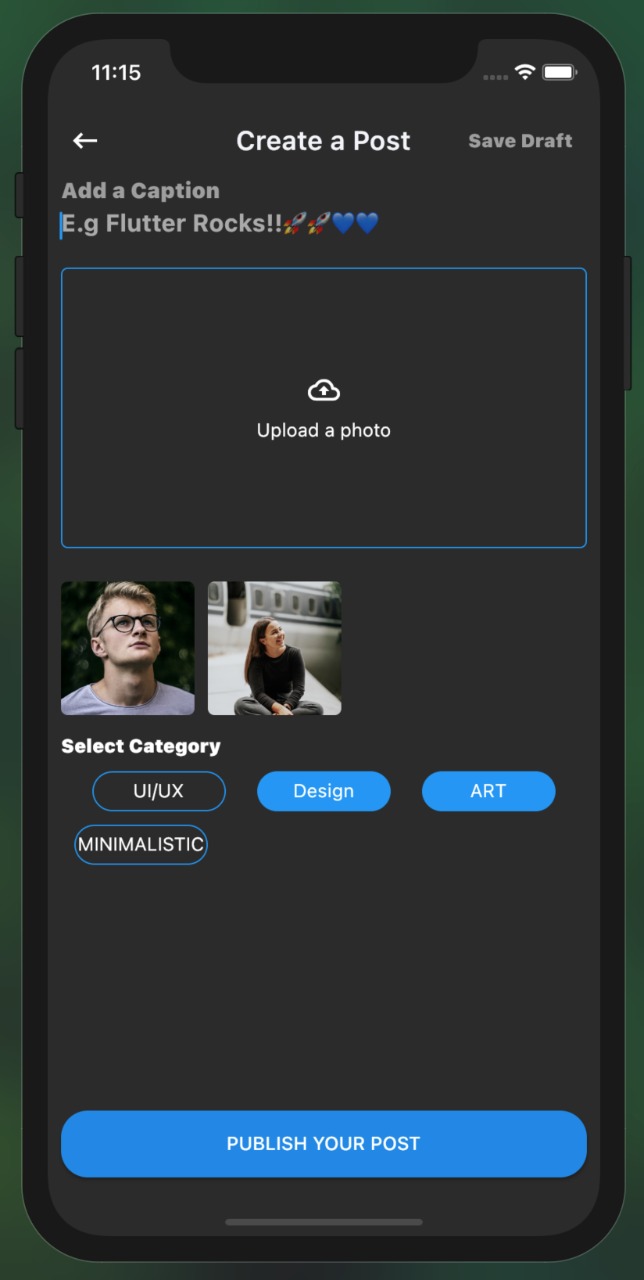 11:15
Create a Post Save Draft
Add a Caption
E.g Flutter Rocks!!🚀🚀💙💙
Upload a photo
Select Category
UI/UX Design ART
MINIMALISTIC
PUBLISH YOUR POST